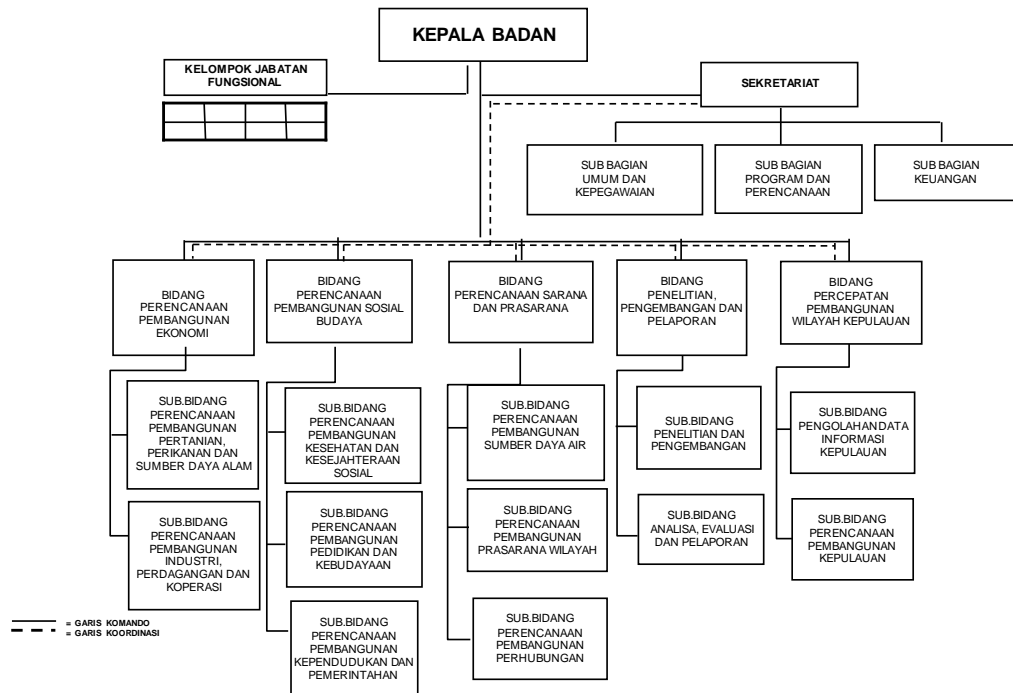 KEPALA BADAN
KELOMPOK JABATAN
FUNGSIONAL
SEKRETARIAT
SUB BAGIAN
UMUM DAN
KEPEGAWAIAN
SUB BAGIAN
PROGRAM DAN
PERENCANAAN
SUB BAGIAN
KEUANGAN
BIDANG
PERENCANAAN
PEMBANGUNAN
EKONOMI
BIDANG
PERENCANAAN
PEMBANGUNAN SOSIAL
BUDAYA
BIDANG
PERENCANAAN SARANA
DAN PRASARANA
BIDANG
PENELITIAN,
PENGEMBANGAN DAN
PELAPORAN
BIDANG
PERCEPATAN
PEMBANGUNAN
WILAYAH KEPULAUAN
SUB.BIDANG
PERENCANAAN
PEMBANGUNAN
PERTANIAN,
PERIKANAN DAN
SUMBER DAYA ALAM
SUB.BIDANG
PERENCANAAN
PEMBANGUNAN
KESEHATAN DAN
KESEJAHTERAAN
SOSIAL
SUB.BIDANG
PERENCANAAN
PEMBANGUNAN
SUMBER DAYA AIR
SUB.BIDANG
PENELITIAN DAN
PENGEMBANGAN
SUB.BIDANG
PENGOLAHAN DATA
INFORMASI
KEPULAUAN
SUB.BIDANG
PERENCANAAN
PEMBANGUNAN
INDUSTRI,
PERDAGANGAN DAN
KOPERASI
SUB.BIDANG
PERENCANAAN
PEMBANGUNAN
PEDIDIKAN DAN
KEBUDAYAAN
SUB.BIDANG
PERENCANAAN
PEMBANGUNAN
PRASARANA WILAYAH
SUB.BIDANG
ANALISA, EVALUASI
DAN PELAPORAN
SUB.BIDANG
PERENCANAAN
PEMBANGUNAN
KEPULAUAN
SUB.BIDANG
PERENCANAAN
PEMBANGUNAN
KEPENDUDUKAN DAN
PEMERINTAHAN
SUB.BIDANG
PERENCANAAN
PEMBANGUNAN
PERHUBUNGAN
= GARIS KOMANDO
= GARIS KOORDINASI